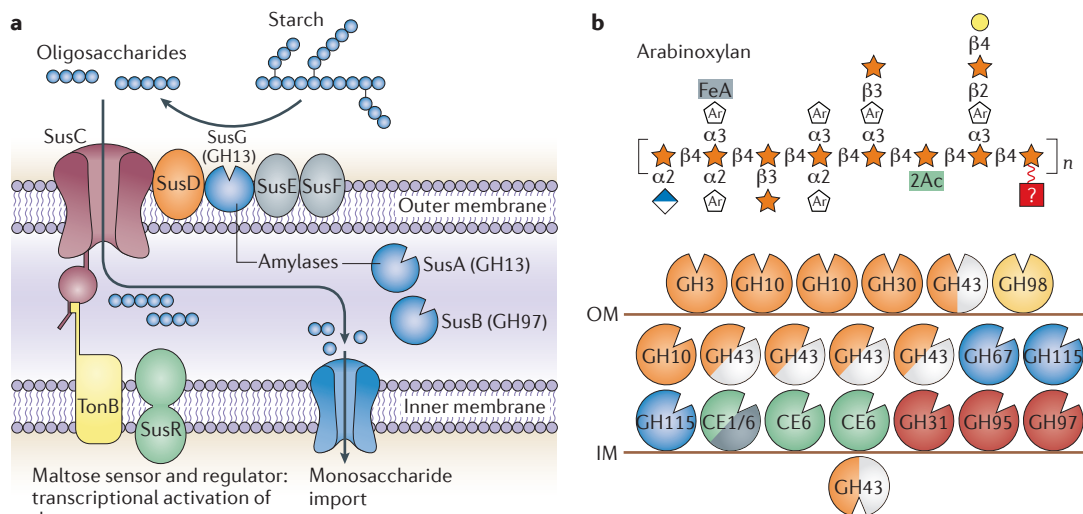 a
Oligosaccharides
Starch
SusC
SusD
SusG
(GH13)
SusE
SusF
Outer membrane
Amylases
SusA (GH13)
SusB (GH97)
TonB
SusR
Inner membrane
Maltose sensor and regulator:
transcriptional activation of
Monosaccharide
import
b
Arabinoxylan
β4
β3 β2
FeA Ar Ar Ar
α3 α3 α3 α3
β4 β4 β4 β4 β4 β4 β4 n
α2 α2 β3 α2 2Ac ?
Ar Ar
GH3 GH10 GH10 GH30 GH43 GH98
OM
GH10 GH43 GH43 GH43 GH43 GH67 GH115
GH115 CE1/6 CE6 CE6 GH31 GH95 GH97
IM
GH43